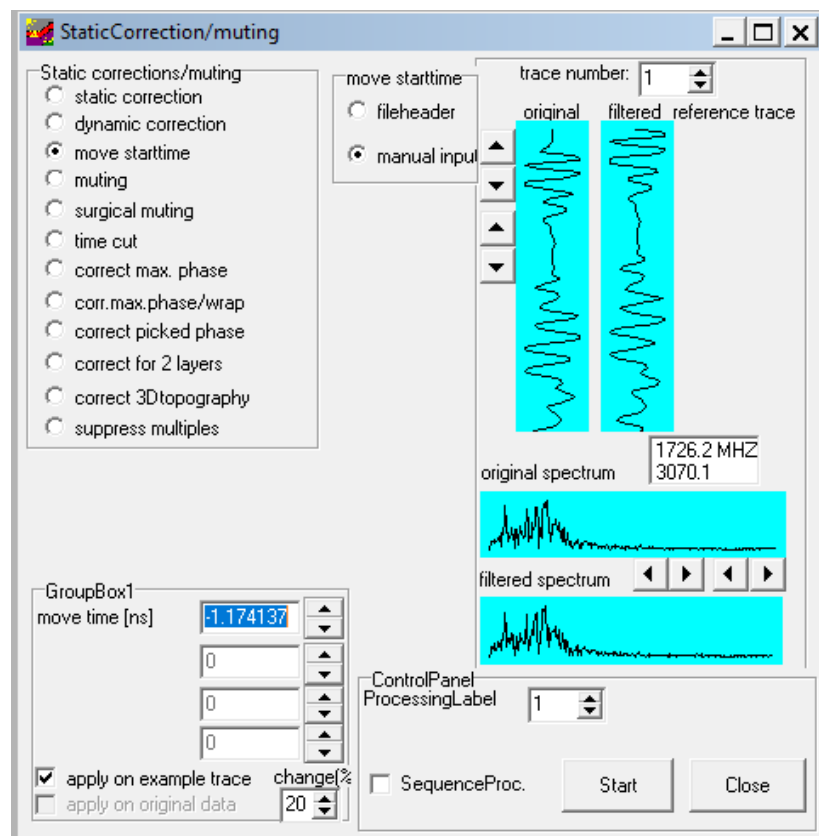 StaticCorrection/muting
Static corrections/muting
static correction
dynamic correction
move starttime
muting
surgical muting
time cut
correct max. phase
corr.max.phase/wrap
correct picked phase
correct for 2 layers
correct 3Dtopography
suppress multiples
move starttime
fileheader
manual input
trace number: 1
original filtered reference trace
1726.2 MHZ
3070.1
original spectrum
filtered spectrum
GroupBox1
move time [ns] -1.174137
0
0
0
apply on example trace change(%
apply on original data 20
ControlPanel
ProcessingLabel 1
SequenceProc. Start Close